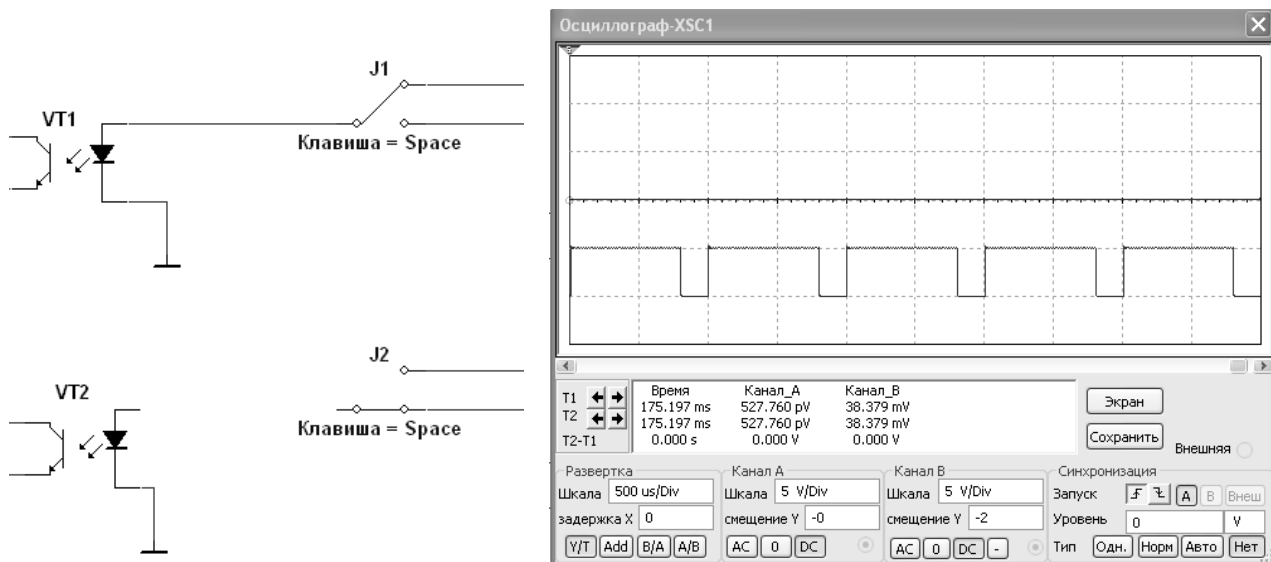 J1
VT1
Клавиша = Space
J2
VT2
Клавиша = Space
Осциллограф-XSC1
Время Канал_A Канал_B
T1 175.197 ms 527.760 pV 38.379 mV
T2 175.197 ms 527.760 pV 38.379 mV
T2-T1 0.000 s 0.000 V 0.000 V
Экран
Сохранить
Внешняя
Развертка
Шкала 500 us/Div
задержка X 0
Y/T Add B/A A/B
Канал A
Шкала 5 V/Div
смещение Y -0
AC 0 DC
Канал B
Шкала 5 V/Div
смещение Y -2
AC 0 DC -
Синхронизация
Запуск A B Внеш
Уровень 0 V
Тип Одн. Норм Авто Нет